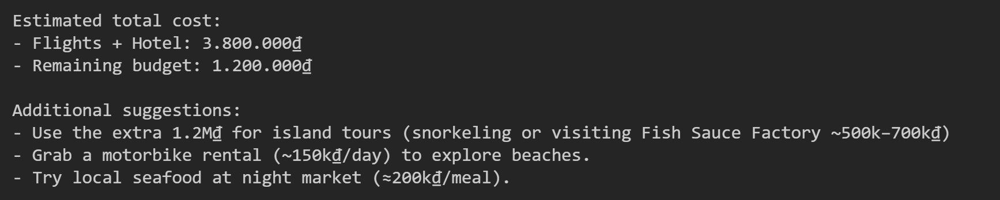 Estimated total cost:
- Flights + Hotel: 3.800.000₫
- Remaining budget: 1.200.000₫
Additional suggestions:
- Use the extra 1.2M₫ for island tours (snorkeling or visiting Fish Sauce Factory ~500k–700k₫)
- Grab a motorbike rental (~150k₫/day) to explore beaches.
- Try local seafood at night market (≈200k₫/meal).